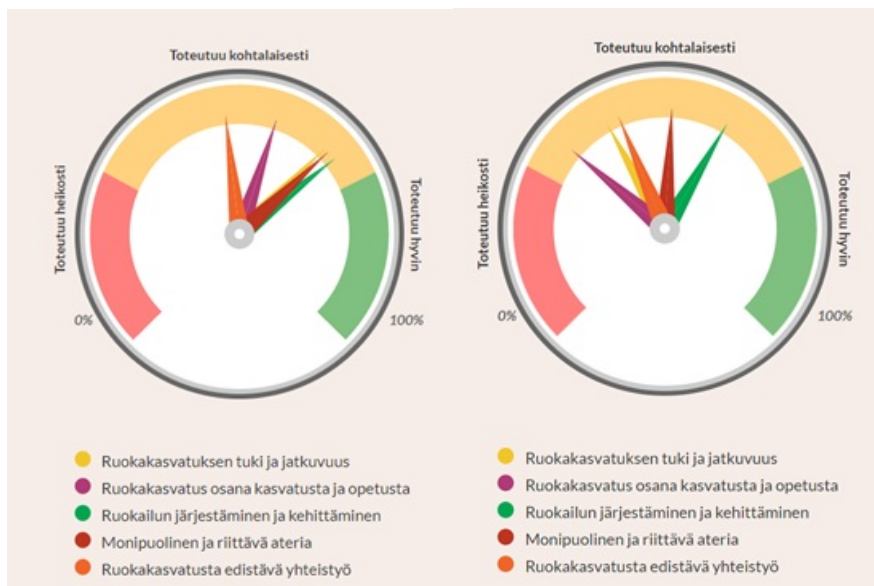 Toteutuu kohtalaisesti
Toteutuu heikosti
Toteutuu hyvin
0%
100%
Ruokakasvatuksen tuki ja jatkuvuus
Ruokakasvatus osana kasvatusta ja opetusta
Ruokailun järjestäminen ja kehittäminen
Monipuolinen ja riittävä ateria
Ruokakasvatusta edistävä yhteistyö
Toteutuu kohtalaisesti
Toteutuu heikosti
Toteutuu hyvin
0%
100%
Ruokakasvatuksen tuki ja jatkuvuus
Ruokakasvatus osana kasvatusta ja opetusta
Ruokailun järjestäminen ja kehittäminen
Monipuolinen ja riittävä ateria
Ruokakasvatusta edistävä yhteistyö